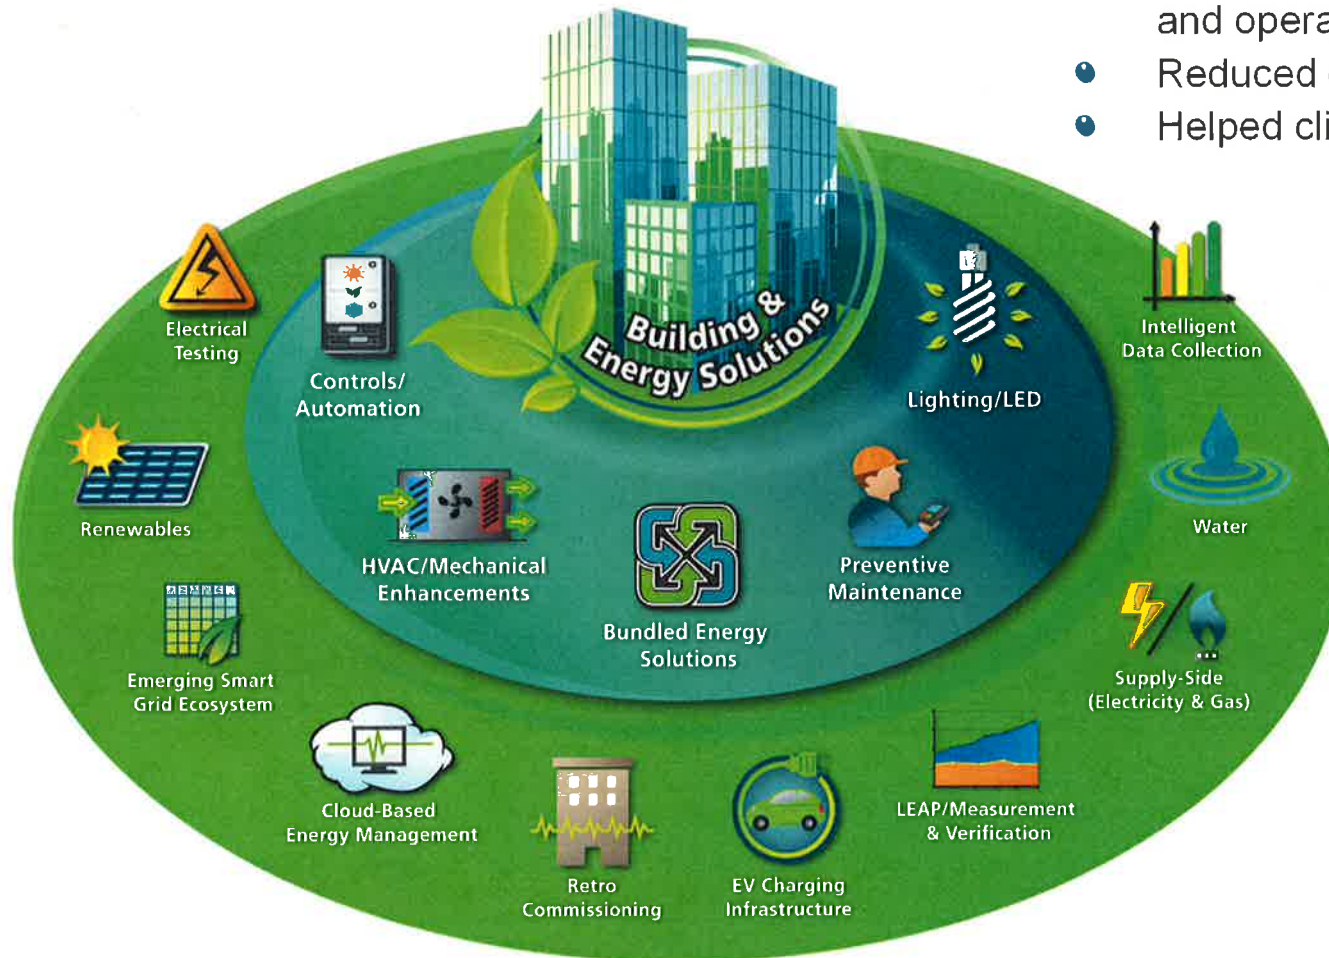 and opera
Reduced
Helped cli
Building &
Energy Solutions
Electrical
Testing
Controls/
Automation
Lighting/LED
Intelligent
Data Collection
Renewables
HVAC/Mechanical
Enhancements
Bundled Energy
Solutions
Preventive
Maintenance
Water
Emerging Smart
Grid Ecosystem
Supply-Side
(Electricity & Gas)
Cloud-Based
Energy Management
Retro
Commissioning
EV Charging
Infrastructure
LEAP/Measurement
& Verification